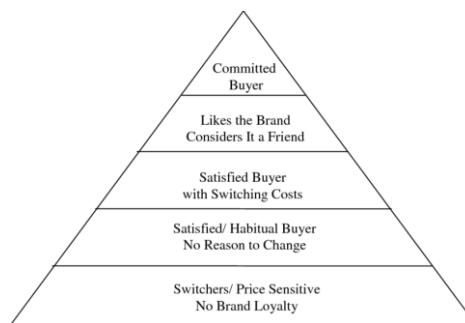 Committed
Buyer
Likes the Brand
Considers It a Friend
Satisfied Buyer
with Switching Costs
Satisfied/ Habitual Buyer
No Reason to Change
Switchers/ Price Sensitive
No Brand Loyalty